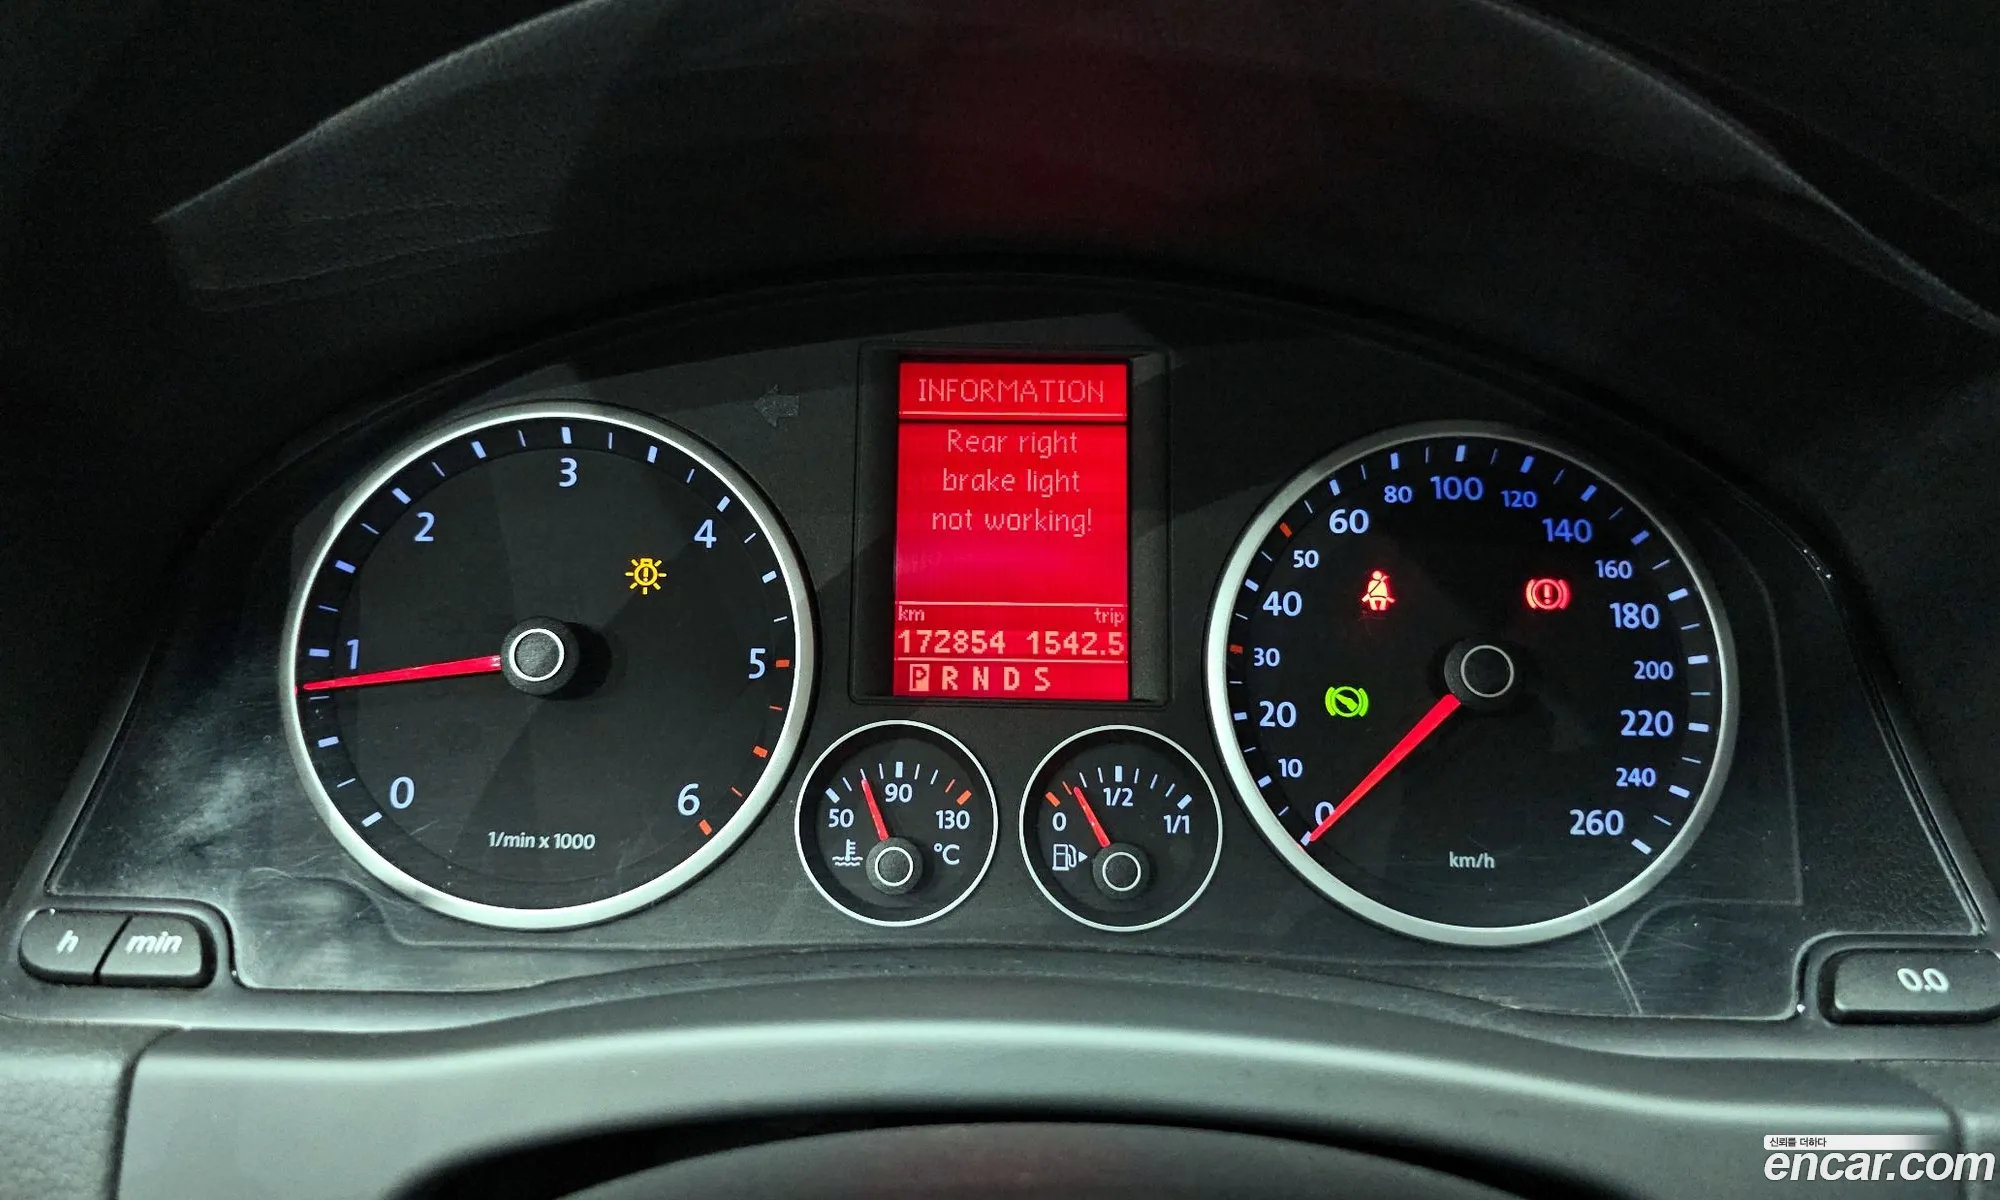 INFORMATION
Rear right
brake light
not working!
km trip
172854 1542.5
P R N D S
0 1 2 3 4 5 6
1/min x 1000
50 90 130
°C
0 1/2 1/1
0 10 20 30 40 50 60 80 100 120 140 160 180 200 220 240 260
km/h
h min
0.0
신뢰를 더하다
encar.com